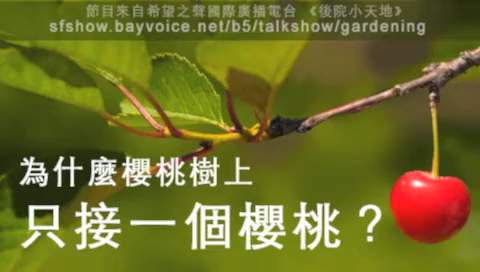 節目來自希望之聲國際廣播電台 《後院小天地》
sfshow.bayvoice.net/b5/talkshow/gardening
為什麼櫻桃樹上
只接一個櫻桃？